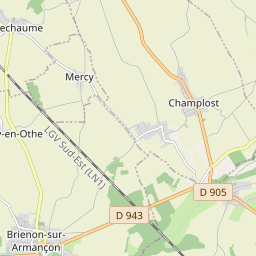 echaume
Mercy
Champlost
y-en-Othe
LGV Sud-Est (LN1)
D 905
D 943
Brienon-sur-
Armançon